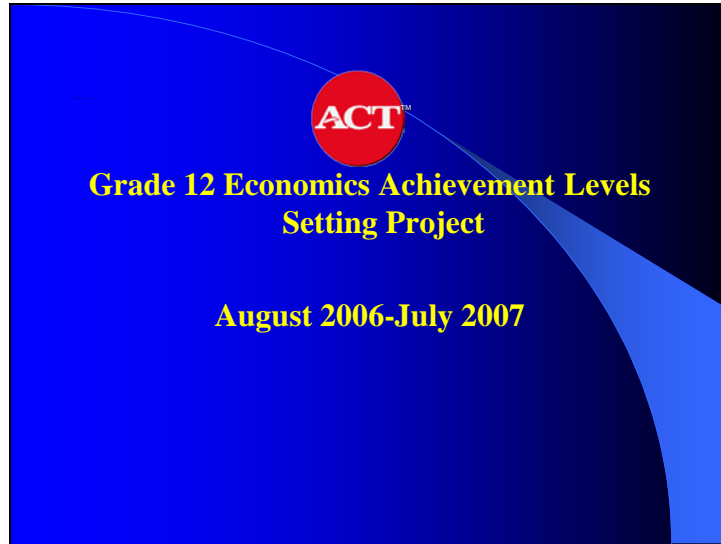 ACT™
Grade 12 Economics Achievement Levels
Setting Project
August 2006-July 2007